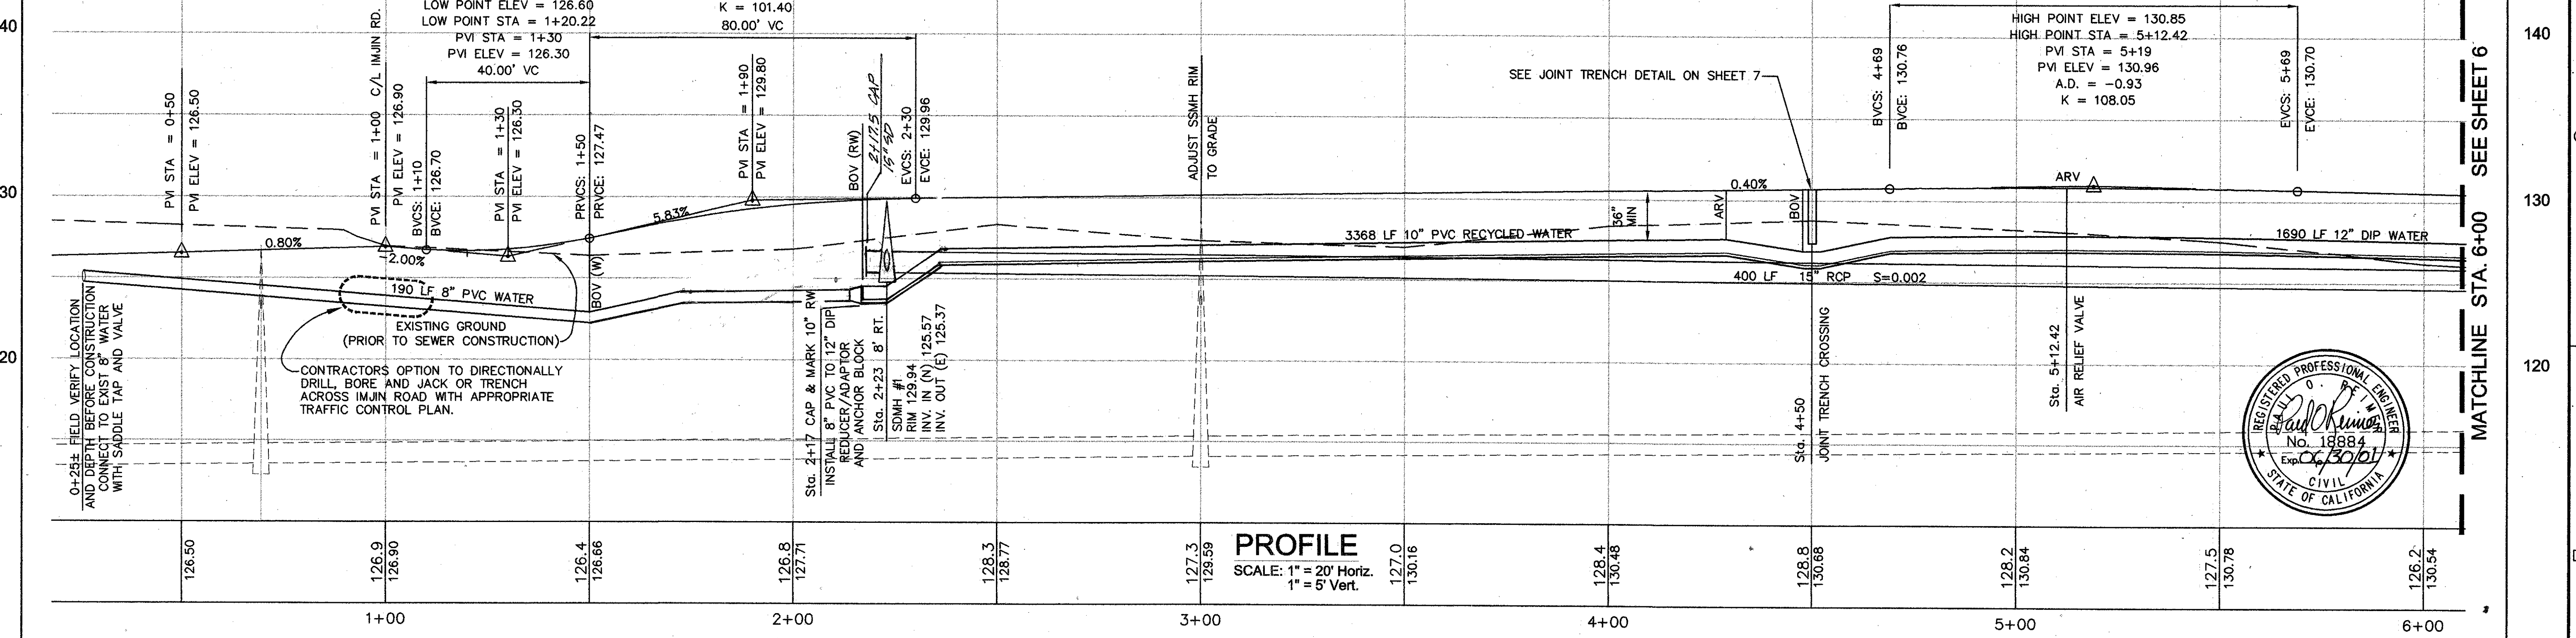 40
30
20
LOW POINT ELEV = 126.60
LOW POINT STA = 1+20.22
PVI STA = 1+30
PVI ELEV = 126.30
40.00' VC
K = 101.40
80.00' VC
PVI STA = 0+50
PVI ELEV = 126.50
PVI STA = 1+00 C/L IMJIN RD.
PVI ELEV = 126.90
BVCS: 1+10
BVCE: 126.70
PVI STA = 1+30
PVI ELEV = 126.30
PRVCS: 1+50
PRVCE: 127.47
PVI STA = 1+90
PVI ELEV = 129.80
BOV (RW)
2+17.5 CAP
15" SD
EVCS: 2+30
EVCE: 129.96
ADJUST SSMH RIM
TO GRADE
SEE JOINT TRENCH DETAIL ON SHEET 7
BVCS: 4+69
BVCE: 130.76
HIGH POINT ELEV = 130.85
HIGH POINT STA = 5+12.42
PVI STA = 5+19
PVI ELEV = 130.96
A.D. = -0.93
K = 108.05
EVCS: 5+69
EVCE: 130.70
MATCHLINE STA. 6+00 SEE SHEET 6
140
130
120
0.80%
-2.00%
5.83%
0.40%
36"
MIN
ARV
BOV
ARV
BOV (W)
190 LF 8" PVC WATER
3368 LF 10" PVC RECYCLED WATER
1690 LF 12" DIP WATER
400 LF 15" RCP S=0.002
EXISTING GROUND
(PRIOR TO SEWER CONSTRUCTION)
CONTRACTORS OPTION TO DIRECTIONALLY
DRILL, BORE AND JACK OR TRENCH
ACROSS IMJIN ROAD WITH APPROPRIATE
TRAFFIC CONTROL PLAN.
0+25± FIELD VERIFY LOCATION
AND DEPTH BEFORE CONSTRUCTION
CONNECT TO EXIST 8" WATER
WITH SADDLE TAP AND VALVE
Sta. 2+17 CAP & MARK 10" RW
INSTALL 8" PVC TO 12" DIP
REDUCER/ADAPTOR
AND ANCHOR BLOCK
Sta. 2+23 8' RT.
SDMH #1
RIM 129.94
INV. IN (N) 125.57
INV. OUT (E) 125.37
Sta. 4+50
JOINT TRENCH CROSSING
Sta. 5+12.42
AIR RELIEF VALVE
REGISTERED PROFESSIONAL ENGINEER
PAUL O. REIMER
Paul O Reimer
No. 18884
Exp. 06/30/01
CIVIL
STATE OF CALIFORNIA
126.50
126.9
126.90
126.4
126.66
126.8
127.71
128.3
128.77
127.3
129.59
PROFILE
SCALE: 1" = 20' Horiz.
1" = 5' Vert.
127.0
130.16
128.4
130.48
128.8
130.68
128.2
130.84
127.5
130.78
126.2
130.54
1+00
2+00
3+00
4+00
5+00
6+00